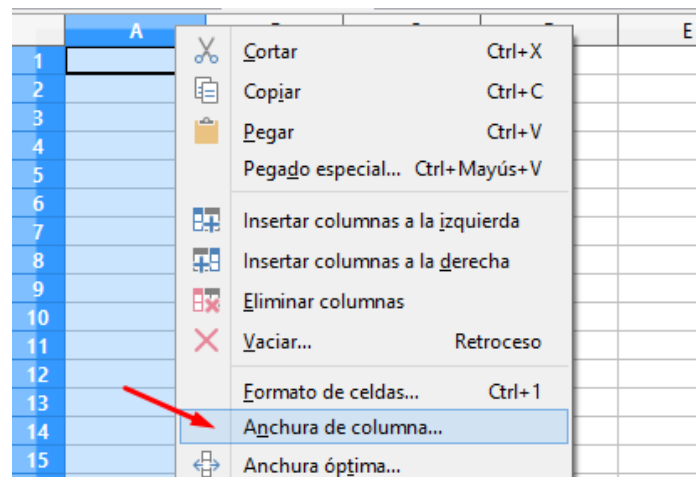 A E
1
Cortar Ctrl+X
2
Copiar Ctrl+C
3
Pegar Ctrl+V
4
Pegado especial... Ctrl+Mayús+V
5
6
Insertar columnas a la izquierda
7
8
Insertar columnas a la derecha
9
Eliminar columnas
10
11
Vaciar... Retroceso
12
Formato de celdas... Ctrl+1
13
14
Anchura de columna...
15
Anchura óptima...